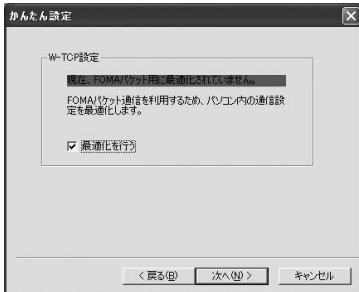 かんたん設定
W-TCP設定
現在、FOMAパケット用に最適化されていません。
FOMAパケット通信を利用するため、パソコン内の通信設
定を最適化します。
最適化を行う
< 戻る(B)
次へ(N) >
キャンセル